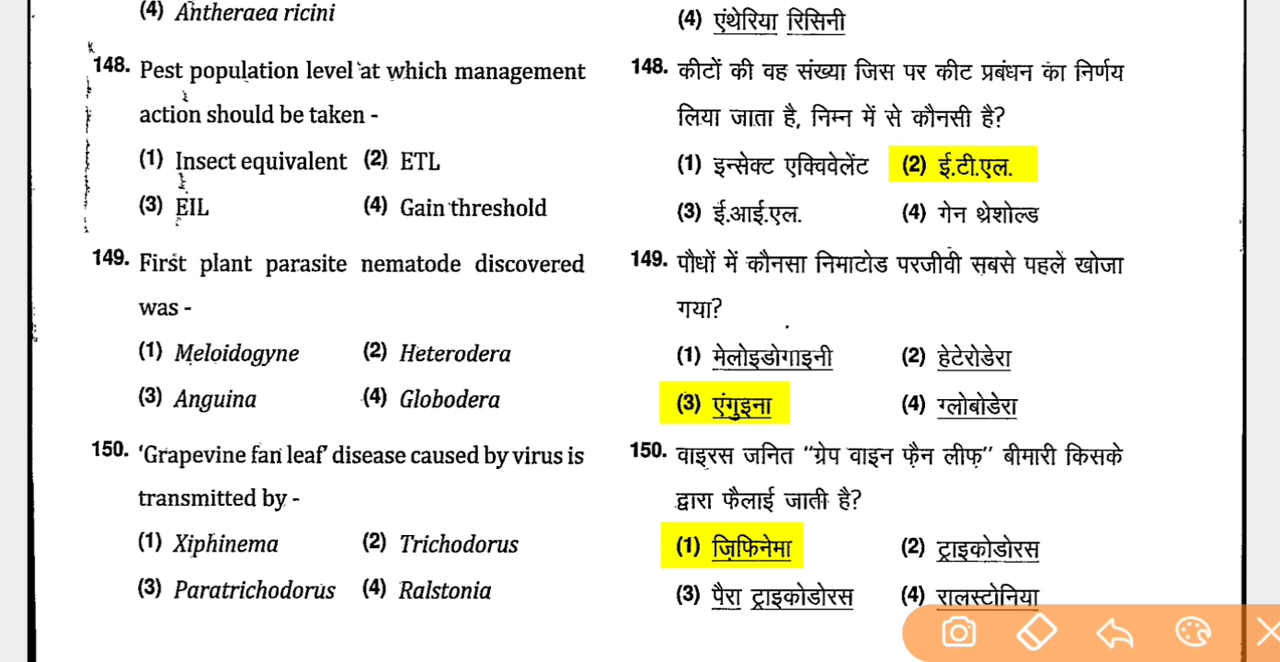 (4) Antheraea ricini
148. Pest population level at which management
action should be taken -
(1) Insect equivalent (2) ETL
(3) EIL (4) Gain threshold
149. First plant parasite nematode discovered
was -
(1) Meloidogyne (2) Heterodera
(3) Anguina (4) Globodera
150. ‘Grapevine fan leaf’ disease caused by virus is
transmitted by -
(1) Xiphinema (2) Trichodorus
(3) Paratrichodorus (4) Ralstonia
(4) एंथेरिया रिसिनी
148. कीटों की वह संख्या जिस पर कीट प्रबंधन का निर्णय
लिया जाता है, निम्न में से कौनसी है?
(1) इन्सेक्ट एक्विवेलेंट (2) ई.टी.एल.
(3) ई.आई.एल. (4) गेन थ्रेशोल्ड
149. पौधों में कौनसा निमाटोड परजीवी सबसे पहलें खोजा
गया?
(1) मेलोइडोगाइनी (2) हेटेरोडेरा
(3) एंगुइना (4) ग्लोबोडेरा
150. वाइरस जनित “ग्रेप वाइन फ़ैन लीफ़” बीमारी किसके
द्वारा फैलाई जाती है?
(1) ज़िफिनेमा (2) ट्राइकोडोरस
(3) पैरा ट्राइकोडोरस (4) रालस्टोनिया